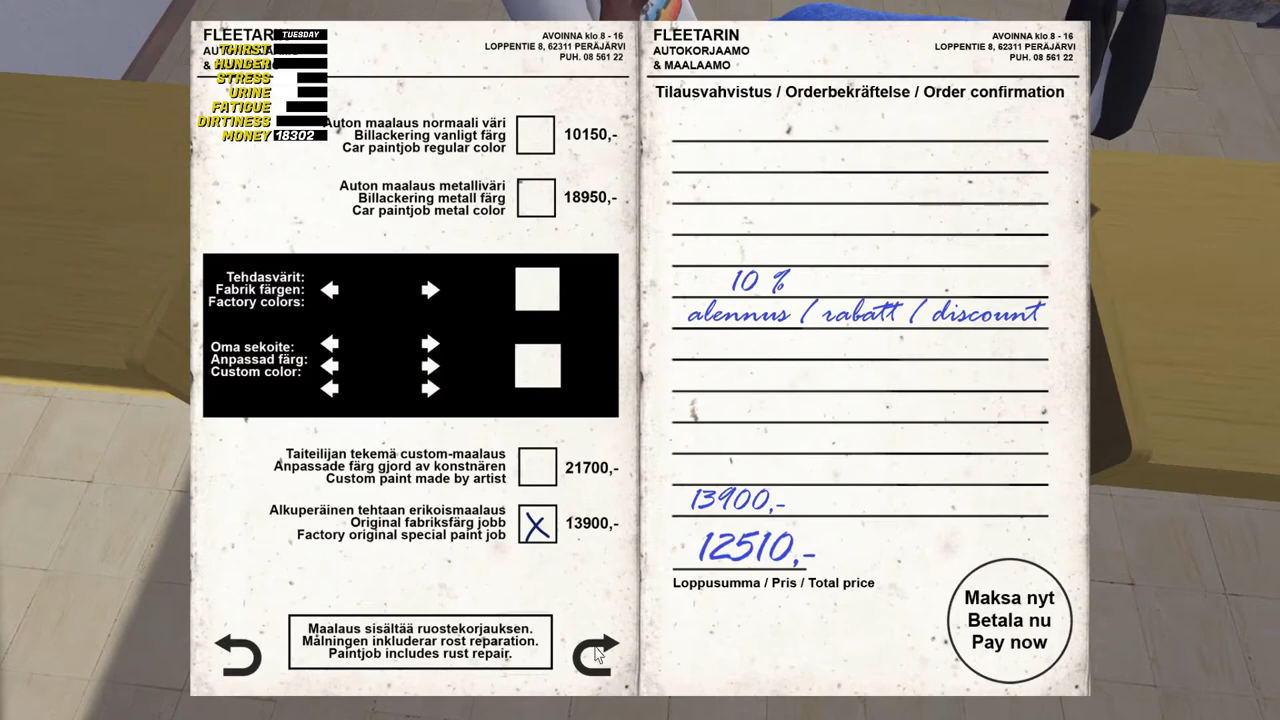 FLEETARIN
TUESDAY
& MAALAAMO
AVOINNA klo 8 - 16
LOPPENTIE 8, 62311 PERÄJÄRVI
PUH. 08 561 22
THIRST
HUNGER
STRESS
URINE
FATIGUE
DIRTINESS
MONEY 18302
Auton maalaus normaali väri
Billackering vanligt färg
Car paintjob regular color
10150,-
Auton maalaus metalliväri
Billackering metall färg
Car paintjob metal color
18950,-
Tehdasvärit:
Fabrik färgen:
Factory colors:
Oma sekoite:
Anpassad färg:
Custom color:
Taiteilijan tekemä custom-maalaus
Anpassade färg gjord av konstnären
Custom paint made by artist
21700,-
Alkuperäinen tehtaan erikoismaalaus
Original fabriksfärg jobb
Factory original special paint job
X
13900,-
Maalaus sisältää ruostekorjauksen.
Målningen inkluderar rost reparation.
Paintjob includes rust repair.
FLEETARIN
AUTOKORJAAMO
& MAALAAMO
AVOINNA klo 8 - 16
LOPPENTIE 8, 62311 PERÄJÄRVI
PUH. 08 561 22
Tilausvahvistus / Orderbekräftelse / Order confirmation
10 %
alennus / rabatt / discount
13900,-
12510,-
Loppusumma / Pris / Total price
Maksa nyt
Betala nu
Pay now